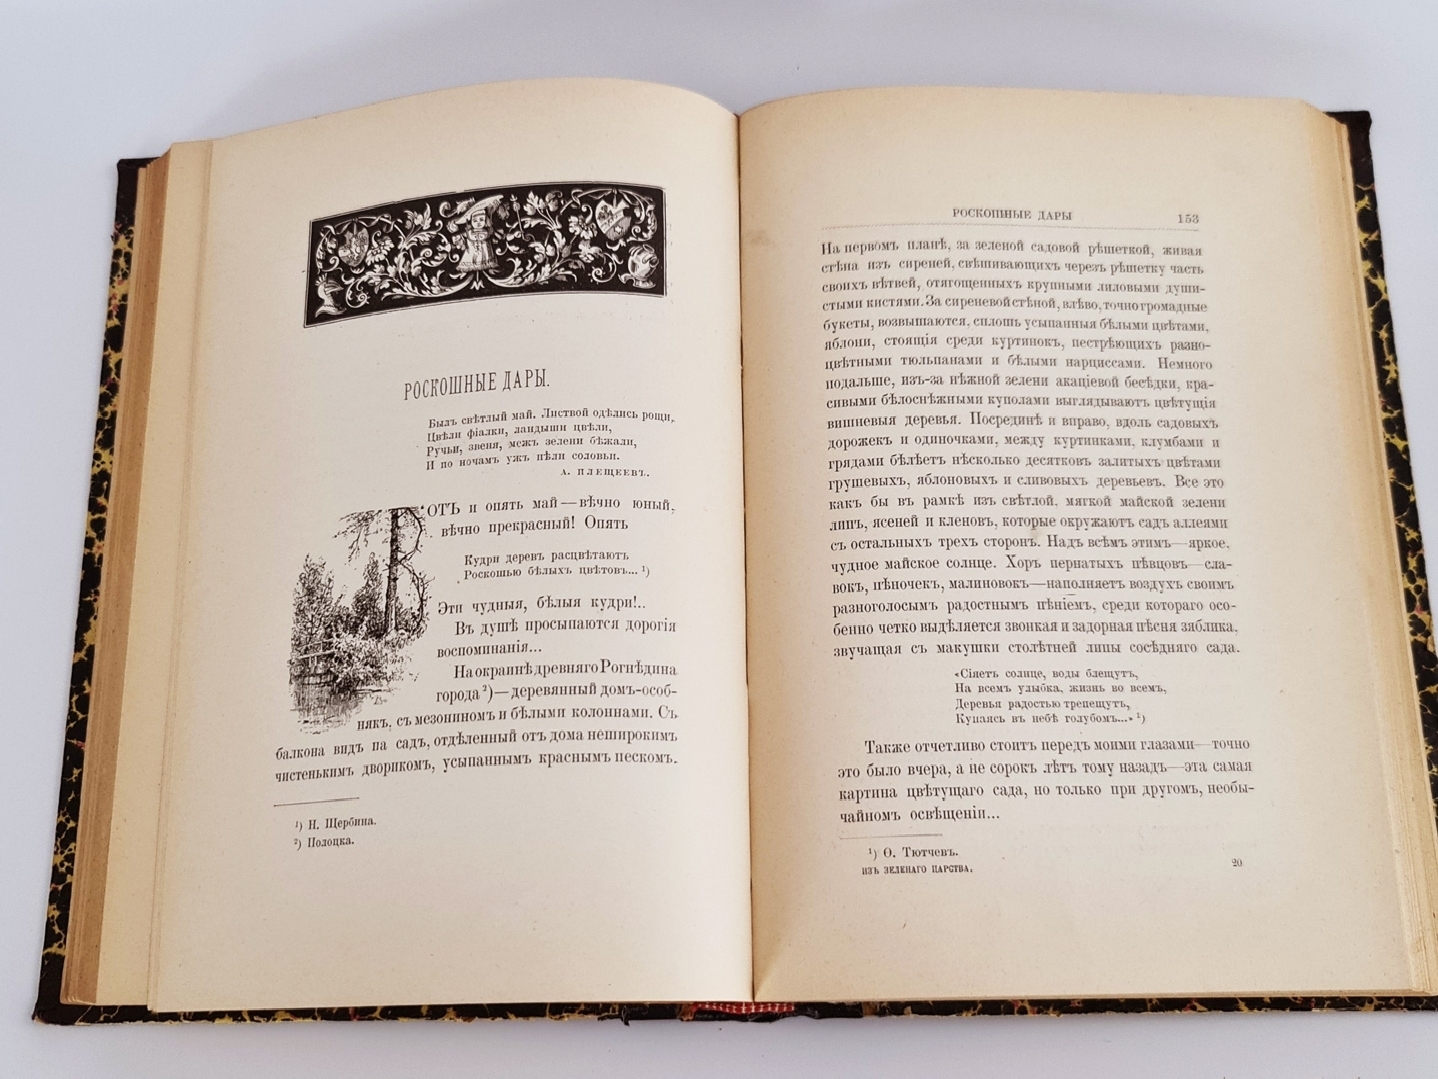 РОСКОШНЫЕ ДАРЫ.
Былъ свѣтлый май. Листвой одѣлись рощи,
Цвѣли фіалки, ландыши цвѣли,
Ручьи, звеня, межъ зелени бѣжали,
И по ночамъ ужъ пѣли соловьи.
А. ПЛЕЩЕЕВЪ.
ВОТЪ и опять май — вѣчно юный,
вѣчно прекрасный! Опять
Кудри деревъ расцвѣтаютъ
Роскошью бѣлыхъ цвѣтовъ... ¹)
Эти чудныя, бѣлыя кудри!..
Въ душѣ просыпаются дорогія
воспоминанія...
На окраинѣ древняго Рогнѣдина
города ²)—деревянный домъ-особ-
някъ, съ мезониномъ и бѣлыми колоннами. Съ
балкона видъ на садъ, отдѣленный отъ дома неширокимъ
чистенькимъ дворикомъ, усыпаннымъ краснымъ пескомъ.
¹) Н. Щербина.
²) Полоцка.
РОСКОШНЫЕ ДАРЫ 153
На первомъ планѣ, за зеленой садовой рѣшеткой, живая
стѣна изъ сиреней, свѣшивающихъ черезъ рѣшетку часть
своихъ вѣтвей, отягощенныхъ крупными лиловыми души-
стыми кистями. За сиреневой стѣной, влѣво, точно громадные
букеты, возвышаются, сплошь усыпанныя бѣлыми цвѣтами,
яблони, стоящія среди куртинокъ, пестрѣющихъ разно-
цвѣтными тюльпанами и бѣлыми нарциссами. Немного
подальше, изъ-за нѣжной зелени акаціевой бесѣдки, кра-
сивыми бѣлоснѣжными куполами выглядываютъ цвѣтущія
вишневыя деревья. Посрединѣ и вправо, вдоль садовыхъ
дорожекъ и одиночками, между куртинками, клумбами и
грядами бѣлѣетъ нѣсколько десятковъ залитыхъ цвѣтами
грушевыхъ, яблоновыхъ и сливовыхъ деревьевъ. Все это
какъ бы въ рамкѣ изъ свѣтлой, мягкой майской зелени
липъ, ясеней и кленовъ, которые окружаютъ садъ аллеями
съ остальныхъ трехъ сторонъ. Надъ всѣмъ этимъ—яркое,
чудное майское солнце. Хоръ пернатыхъ пѣвцовъ—сла-
вокъ, пѣночекъ, малиновокъ—наполняетъ воздухъ своимъ
разноголосымъ радостнымъ пѣніемъ, среди котораго осо-
бенно четко выдѣляется звонкая и задорная пѣсня зяблика,
звучащая съ макушки столѣтней липы сосѣдняго сада.
«Сіяетъ солнце, воды блещутъ,
На всемъ улыбка, жизнь во всемъ,
Деревья радостью трепещутъ,
Купаясь въ небѣ голубомъ...» ¹)
Также отчетливо стоитъ передъ моими глазами—точно
это было вчера, а не сорокъ лѣтъ тому назадъ—эта самая
картина цвѣтущаго сада, но только при другомъ, необы-
чайномъ освѣщеніи...
¹) Ѳ. Тютчевъ.
ИЗЪ ЗЕЛЕНАГО ЦАРСТВА. 20